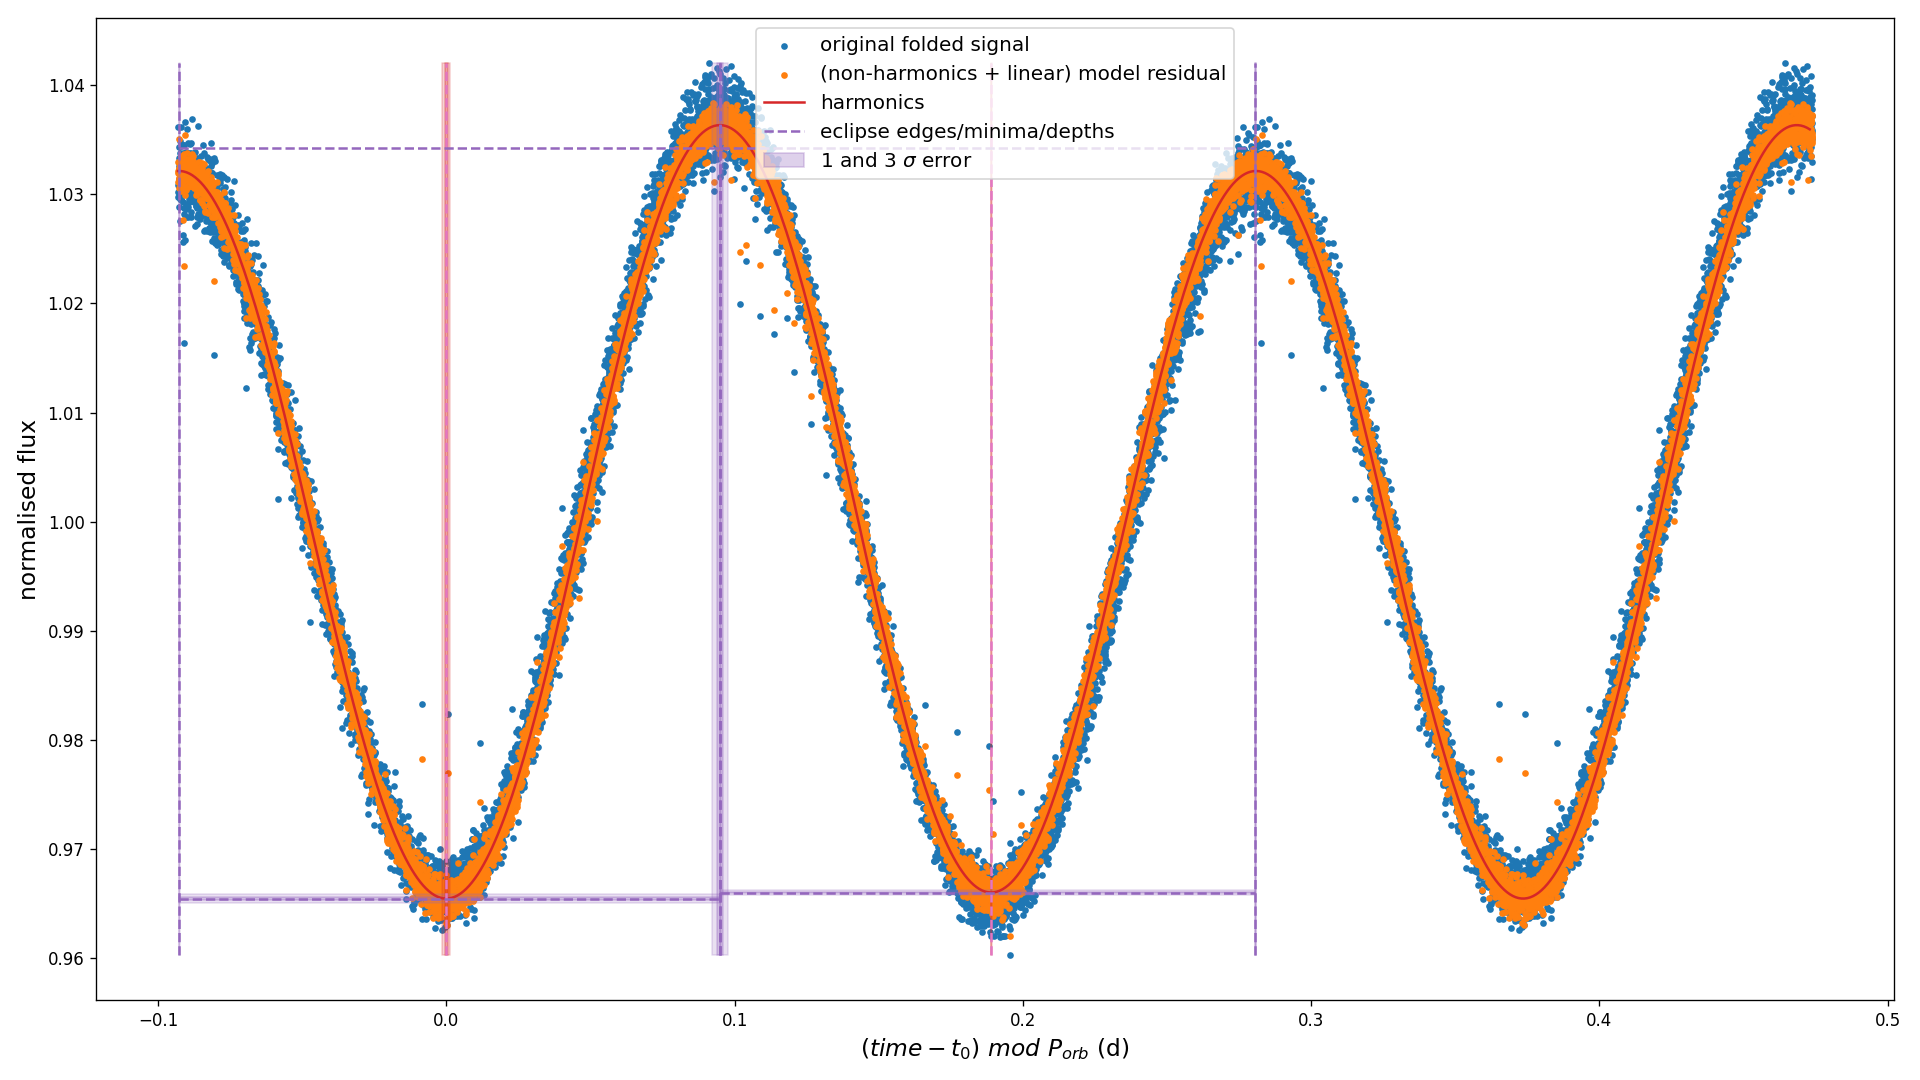 original folded signal
(non-harmonics + linear) model residual
harmonics
eclipse edges/minima/depths
1 and 3 σ error
normalised flux
1.04
1.03
1.02
1.01
1.00
0.99
0.98
0.97
0.96
−0.1
0.0
0.1
0.2
0.3
0.4
0.5
(time − t₀) mod P_orb (d)